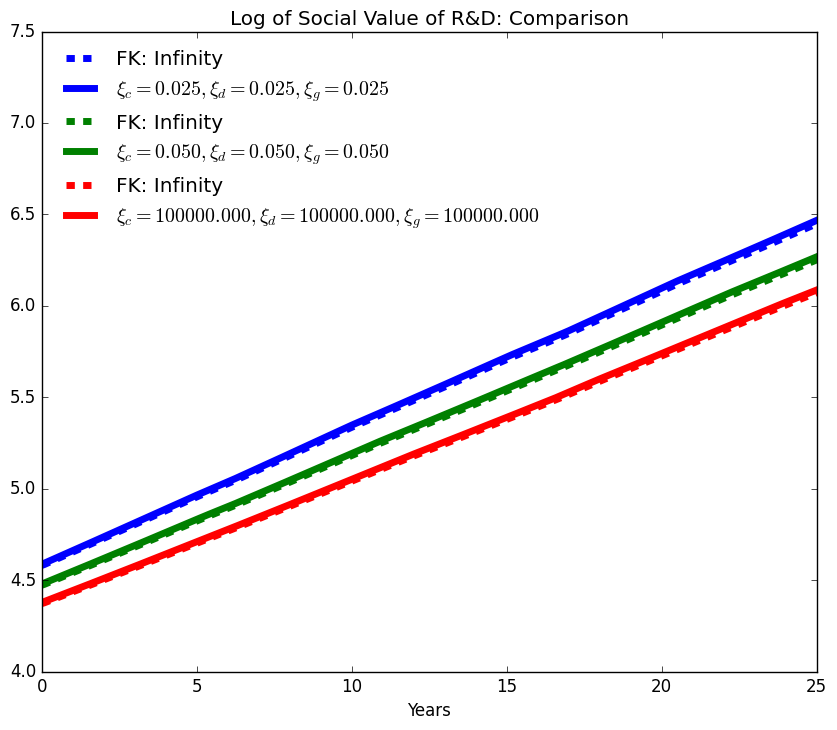 Log of Social Value of R&D: Comparison
7.5
FK: Infinity
ξc = 0.025, ξd = 0.025, ξg = 0.025
7.0
FK: Infinity
ξc = 0.050, ξd = 0.050, ξg = 0.050
FK: Infinity
6.5
ξc = 100000.000, ξd = 100000.000, ξg = 100000.000
6.0
5.5
5.0
4.5
4.0
0 5 10 15 20 25
Years